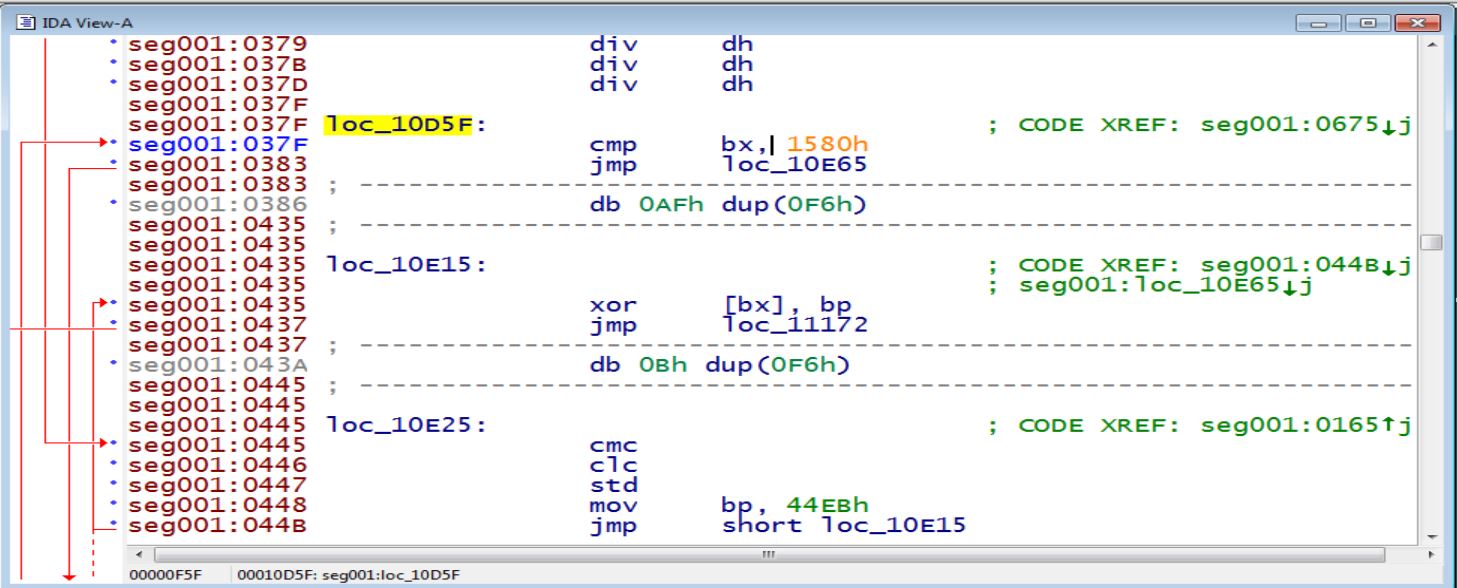 IDA View-A
seg001:0379 div dh
seg001:037B div dh
seg001:037D div dh
seg001:037F
seg001:037F loc_10D5F: ; CODE XREF: seg001:0675↓j
seg001:037F cmp bx, 1580h
seg001:0383 jmp loc_10E65
seg001:0383 ; ---------------------------------------------------------------------------
seg001:0386 db 0AFh dup(0F6h)
seg001:0435 ; ---------------------------------------------------------------------------
seg001:0435
seg001:0435 loc_10E15: ; CODE XREF: seg001:044B↓j
seg001:0435 ; seg001:loc_10E65↓j
seg001:0435 xor [bx], bp
seg001:0437 jmp loc_11172
seg001:0437 ; ---------------------------------------------------------------------------
seg001:043A db 0Bh dup(0F6h)
seg001:0445 ; ---------------------------------------------------------------------------
seg001:0445
seg001:0445 loc_10E25: ; CODE XREF: seg001:0165↑j
seg001:0445 cmc
seg001:0446 clc
seg001:0447 std
seg001:0448 mov bp, 44EBh
seg001:044B jmp short loc_10E15
00000F5F 00010D5F: seg001:loc_10D5F